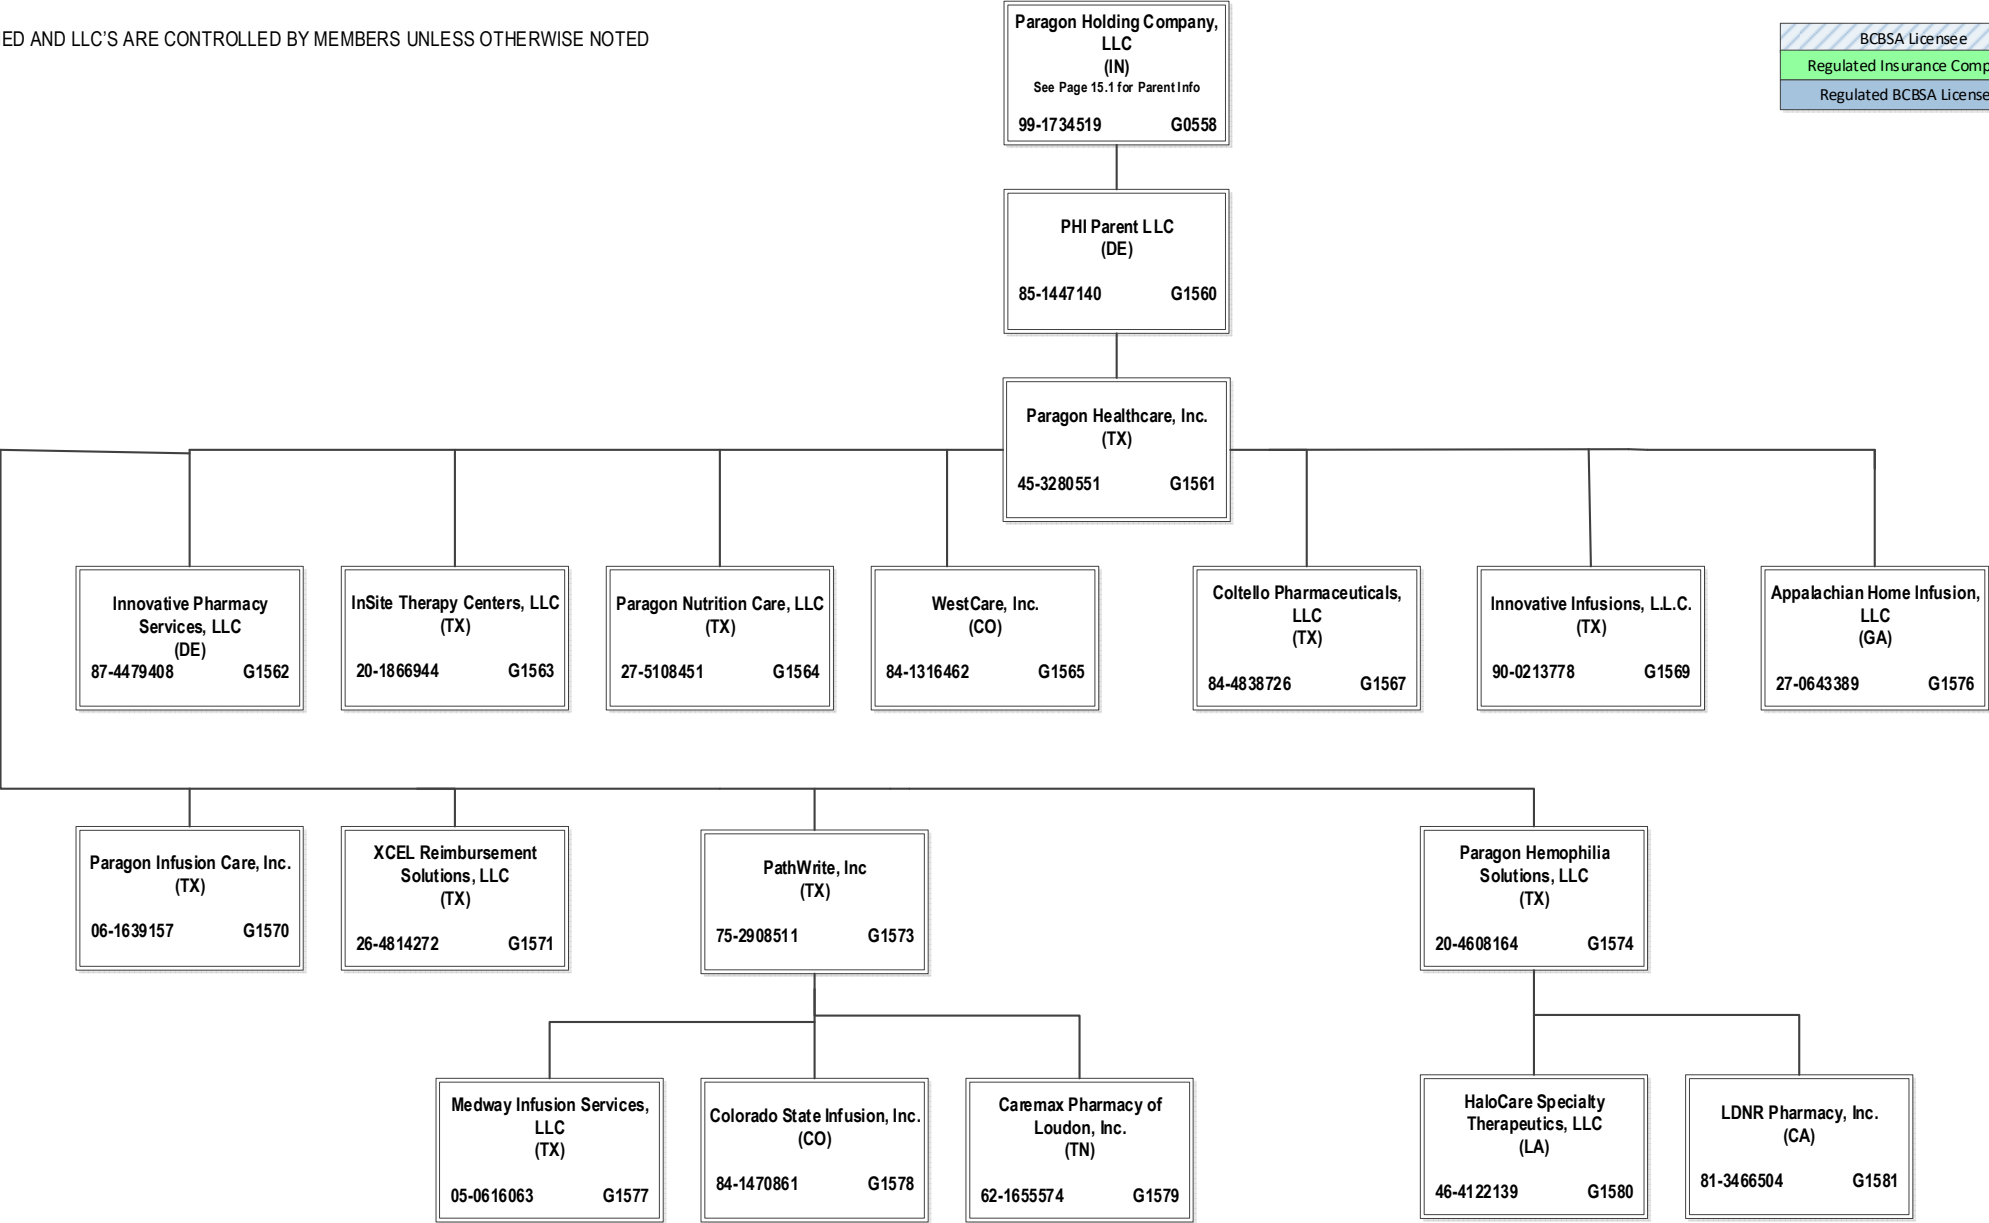 ED AND LLC'S ARE CONTROLLED BY MEMBERS UNLESS OTHERWISE NOTED
BCBSA Licensee
Regulated Insurance Comp
Regulated BCBSA License
Paragon Holding Company,
LLC
(IN)
See Page 15.1 for Parent Info
99-1734519 G0558
PHI Parent LLC
(DE)
85-1447140 G1560
Paragon Healthcare, Inc.
(TX)
45-3280551 G1561
Innovative Pharmacy
Services, LLC
(DE)
87-4479408 G1562
InSite Therapy Centers, LLC
(TX)
20-1866944 G1563
Paragon Nutrition Care, LLC
(TX)
27-5108451 G1564
WestCare, Inc.
(CO)
84-1316462 G1565
Coltello Pharmaceuticals,
LLC
(TX)
84-4838726 G1567
Innovative Infusions, L.L.C.
(TX)
90-0213778 G1569
Appalachian Home Infusion,
LLC
(GA)
27-0643389 G1576
Paragon Infusion Care, Inc.
(TX)
06-1639157 G1570
XCEL Reimbursement
Solutions, LLC
(TX)
26-4814272 G1571
PathWrite, Inc
(TX)
75-2908511 G1573
Paragon Hemophilia
Solutions, LLC
(TX)
20-4608164 G1574
Medway Infusion Services,
LLC
(TX)
05-0616063 G1577
Colorado State Infusion, Inc.
(CO)
84-1470861 G1578
Caremax Pharmacy of
Loudon, Inc.
(TN)
62-1655574 G1579
HaloCare Specialty
Therapeutics, LLC
(LA)
46-4122139 G1580
LDNR Pharmacy, Inc.
(CA)
81-3466504 G1581